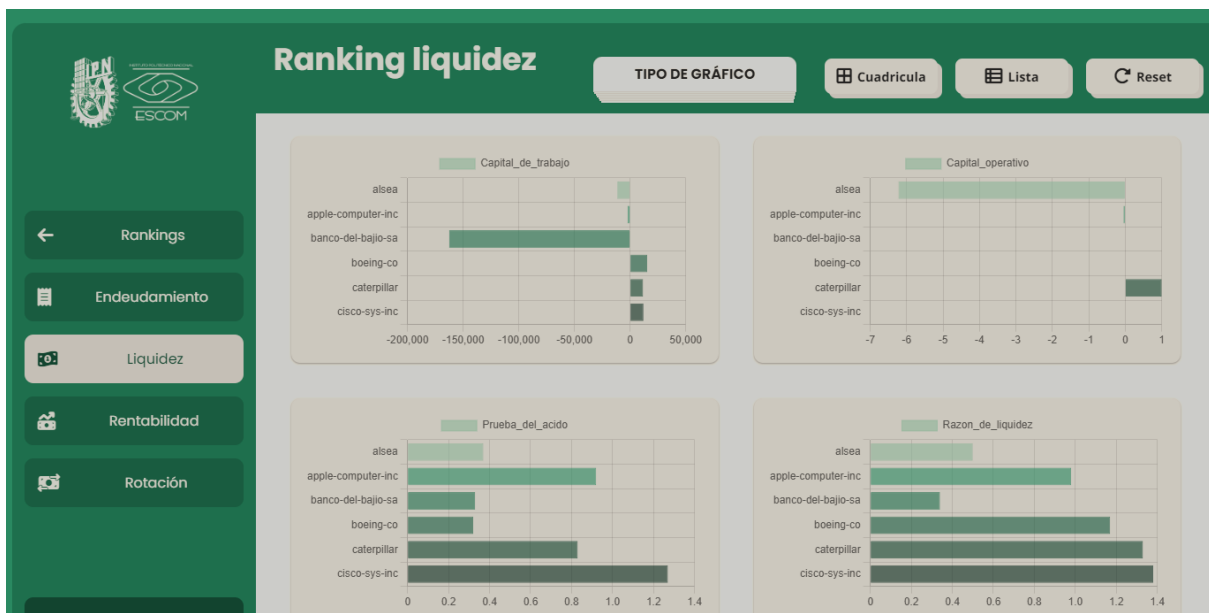 IPN
ESCOM
Ranking liquidez
TIPO DE GRÁFICO
Cuadricula
Lista
Reset
Rankings
Endeudamiento
Liquidez
Rentabilidad
Rotación
Capital_de_trabajo
alsea
apple-computer-inc
banco-del-bajio-sa
boeing-co
caterpillar
cisco-sys-inc
-200,000 -150,000 -100,000 -50,000 0 50,000
Capital_operativo
alsea
apple-computer-inc
banco-del-bajio-sa
boeing-co
caterpillar
cisco-sys-inc
-7 -6 -5 -4 -3 -2 -1 0 1
Prueba_del_acido
alsea
apple-computer-inc
banco-del-bajio-sa
boeing-co
caterpillar
cisco-sys-inc
0 0.2 0.4 0.6 0.8 1.0 1.2 1.4
Razon_de_liquidez
alsea
apple-computer-inc
banco-del-bajio-sa
boeing-co
caterpillar
cisco-sys-inc
0 0.2 0.4 0.6 0.8 1.0 1.2 1.4